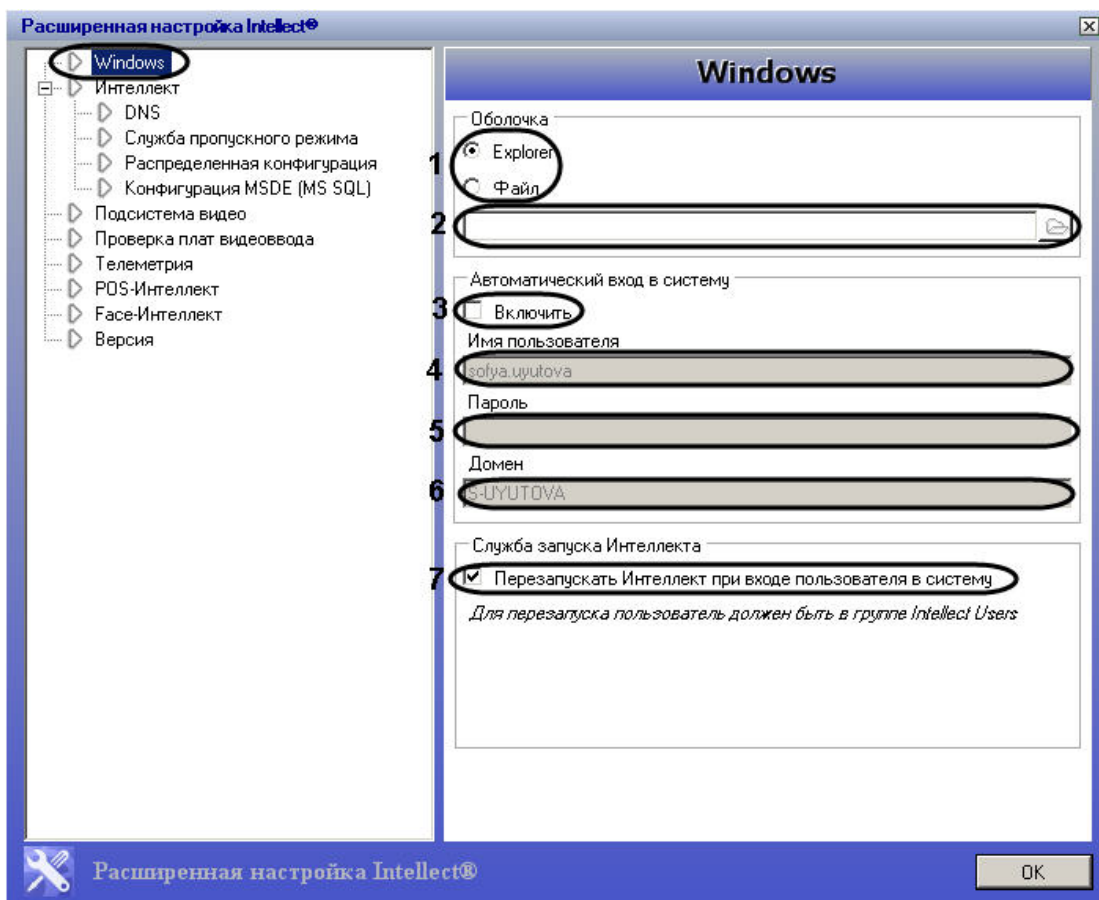 Расширенная настройка Intellect®
Windows
Интеллект
DNS
Служба пропускного режима
Распределенная конфигурация
Конфигурация MSDE (MS SQL)
Подсистема видео
Проверка плат видеоввода
Телеметрия
POS-Интеллект
Face-Интеллект
Версия
Windows
Оболочка
1
Explorer
Файл
2
Автоматический вход в систему
3 Включить
Имя пользователя
4 sofya.uyutova
Пароль
5
Домен
6 S-UYUTOVA
Служба запуска Интеллекта
7 Перезапускать Интеллект при входе пользователя в систему
Для перезапуска пользователь должен быть в группе Intellect Users
Расширенная настройка Intellect®
OK